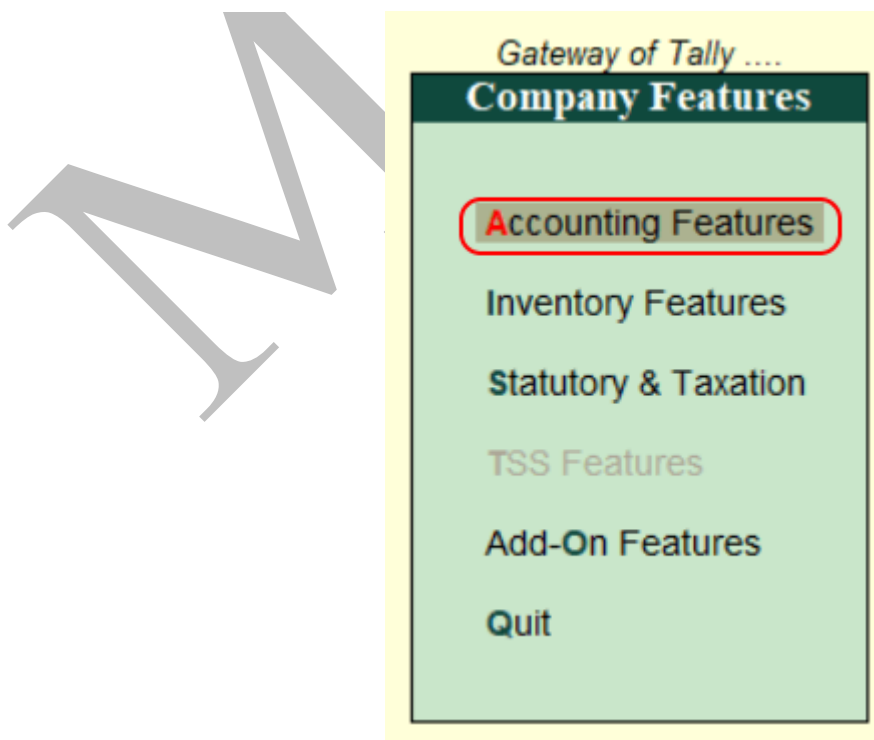 Gateway of Tally ....
Company Features
Accounting Features
Inventory Features
Statutory & Taxation
TSS Features
Add-On Features
Quit
M